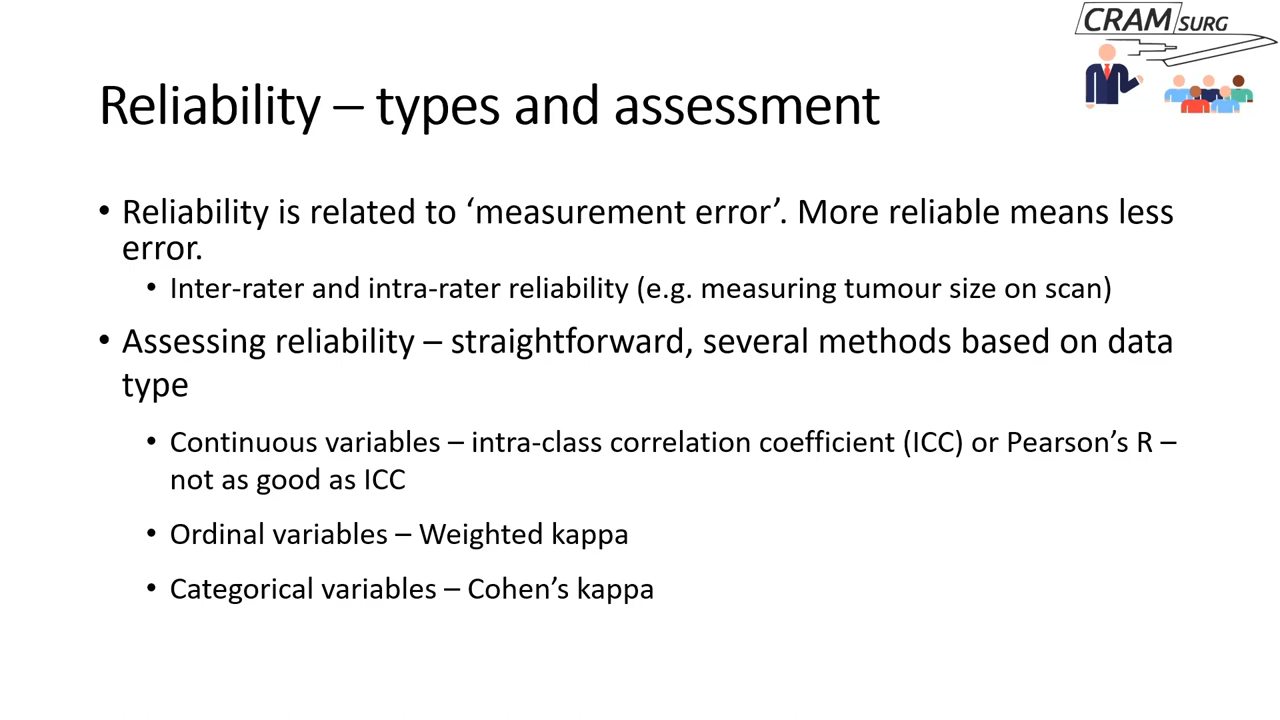 CRAM SURG
Reliability – types and assessment
• Reliability is related to ‘measurement error’. More reliable means less
error.
• Inter-rater and intra-rater reliability (e.g. measuring tumour size on scan)
• Assessing reliability – straightforward, several methods based on data
type
• Continuous variables – intra-class correlation coefficient (ICC) or Pearson’s R –
not as good as ICC
• Ordinal variables – Weighted kappa
• Categorical variables – Cohen’s kappa